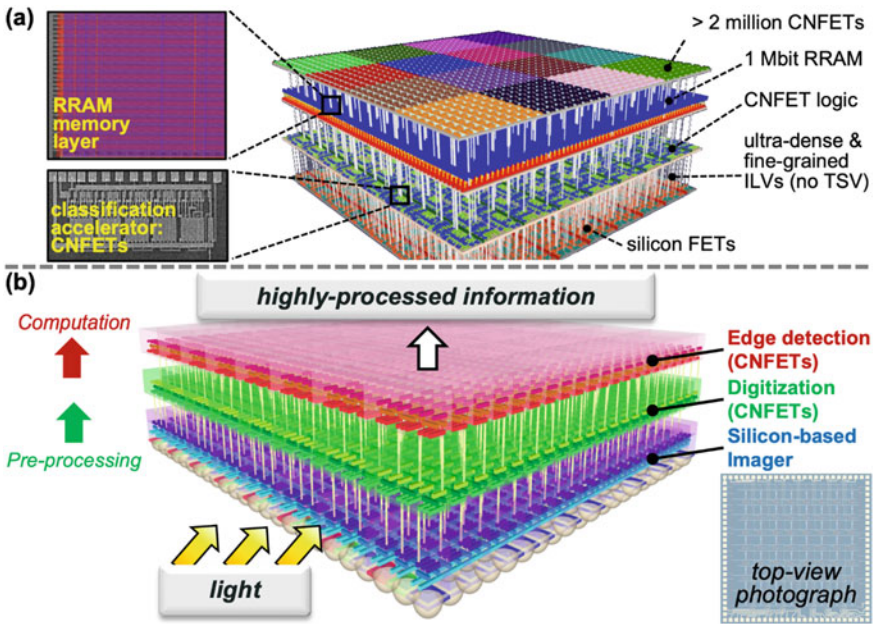 (a)
RRAM
memory
layer
classification
accelerator:
CNFETs
> 2 million CNFETs
1 Mbit RRAM
CNFET logic
ultra-dense &
fine-grained
ILVs (no TSV)
silicon FETs
(b)
highly-processed information
Computation
Pre-processing
Edge detection
(CNFETs)
Digitization
(CNFETs)
Silicon-based
Imager
light
top-view
photograph